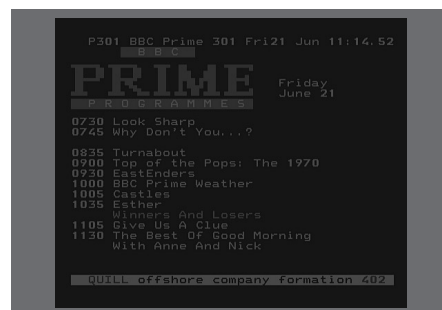 P301 BBC Prime 301 Fri21 Jun 11:14.52
BBC
PRIME
PROGRAMMES
Friday
June 21
0730 Look Sharp
0745 Why Don't You...?
0835 Turnabout
0900 Top of the Pops: The 1970
0930 EastEnders
1000 BBC Prime Weather
1005 Castles
1035 Esther
Winners And Losers
1105 Give Us A Clue
1130 The Best Of Good Morning
With Anne And Nick
QUILL offshore company formation 402